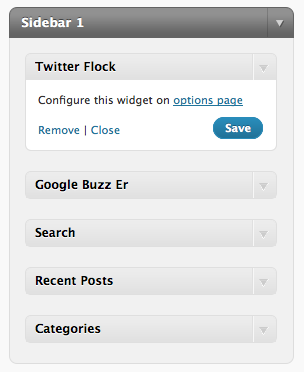 Sidebar 1
Twitter Flock
Configure this widget on options page
Remove | Close Save
Google Buzz Er
Search
Recent Posts
Categories